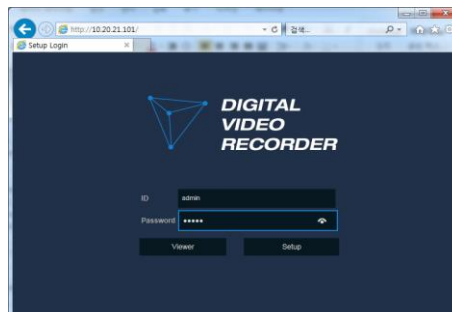 http://10.20.21.101/
검색...
Setup Login
DIGITAL
VIDEO
RECORDER
ID admin
Password •••••
Viewer Setup